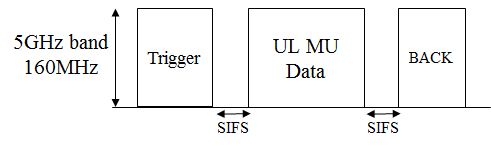 5GHz band
160MHz
Trigger
UL MU
Data
BACK
SIFS
SIFS